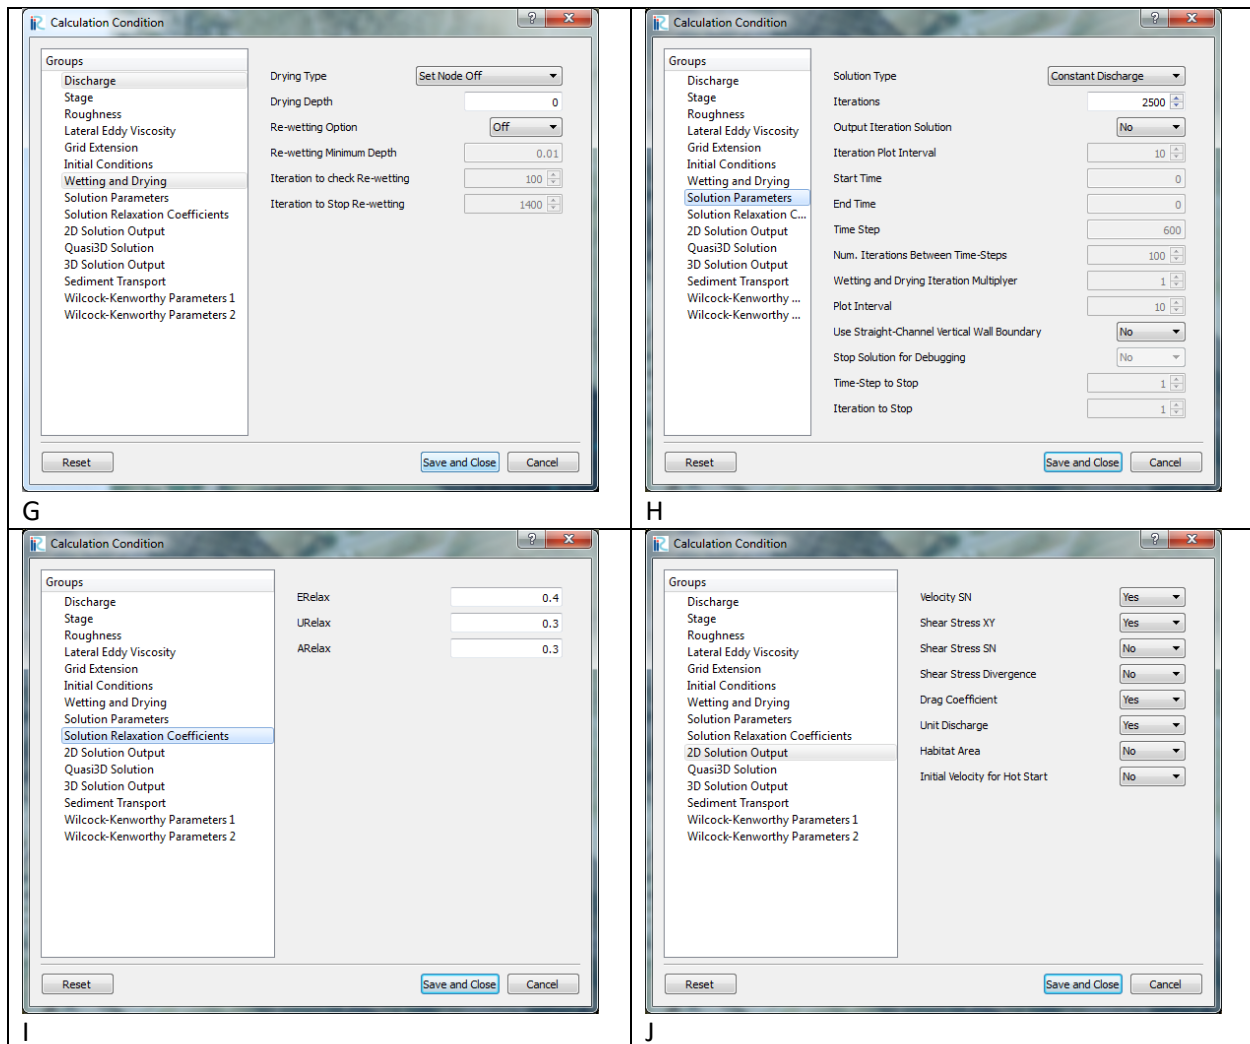 Calculation Condition
Groups
Discharge
Stage
Roughness
Lateral Eddy Viscosity
Grid Extension
Initial Conditions
Wetting and Drying
Solution Parameters
Solution Relaxation Coefficients
2D Solution Output
Quasi3D Solution
3D Solution Output
Sediment Transport
Wilcock-Kenworthy Parameters 1
Wilcock-Kenworthy Parameters 2
Drying Type Set Node Off
Drying Depth 0
Re-wetting Option Off
Re-wetting Minimum Depth 0.01
Iteration to check Re-wetting 100
Iteration to Stop Re-wetting 1400
Reset Save and Close Cancel
G
Calculation Condition
Groups
Discharge
Stage
Roughness
Lateral Eddy Viscosity
Grid Extension
Initial Conditions
Wetting and Drying
Solution Parameters
Solution Relaxation C...
2D Solution Output
Quasi3D Solution
3D Solution Output
Sediment Transport
Wilcock-Kenworthy ...
Wilcock-Kenworthy ...
Solution Type Constant Discharge
Iterations 2500
Output Iteration Solution No
Iteration Plot Interval 10
Start Time 0
End Time 0
Time Step 600
Num. Iterations Between Time-Steps 100
Wetting and Drying Iteration Multiplyer 1
Plot Interval 10
Use Straight-Channel Vertical Wall Boundary No
Stop Solution for Debugging No
Time-Step to Stop 1
Iteration to Stop 1
Reset Save and Close Cancel
H
Calculation Condition
Groups
Discharge
Stage
Roughness
Lateral Eddy Viscosity
Grid Extension
Initial Conditions
Wetting and Drying
Solution Parameters
Solution Relaxation Coefficients
2D Solution Output
Quasi3D Solution
3D Solution Output
Sediment Transport
Wilcock-Kenworthy Parameters 1
Wilcock-Kenworthy Parameters 2
ERelax 0.4
URelax 0.3
ARelax 0.3
Reset Save and Close Cancel
I
Calculation Condition
Groups
Discharge
Stage
Roughness
Lateral Eddy Viscosity
Grid Extension
Initial Conditions
Wetting and Drying
Solution Parameters
Solution Relaxation Coefficients
2D Solution Output
Quasi3D Solution
3D Solution Output
Sediment Transport
Wilcock-Kenworthy Parameters 1
Wilcock-Kenworthy Parameters 2
Velocity SN Yes
Shear Stress XY Yes
Shear Stress SN No
Shear Stress Divergence No
Drag Coefficient Yes
Unit Discharge Yes
Habitat Area No
Initial Velocity for Hot Start No
Reset Save and Close Cancel
J